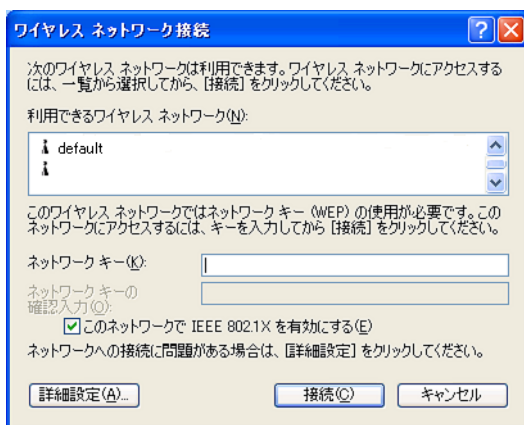 ワイヤレス ネットワーク接続
次のワイヤレス ネットワークは利用できます。ワイヤレス ネットワークにアクセスする
には、一覧から選択してから、[接続] をクリックしてください。
利用できるワイヤレス ネットワーク(N):
default
このワイヤレス ネットワークではネットワーク キー (WEP) の使用が必要です。この
ネットワークにアクセスするには、キーを入力してから [接続] をクリックしてください。
ネットワーク キー(K):
ネットワーク キーの
確認入力(O):
このネットワークで IEEE 802.1X を有効にする(E)
ネットワークへの接続に問題がある場合は、[詳細設定] をクリックしてください。
詳細設定(A)...
接続(C)
キャンセル